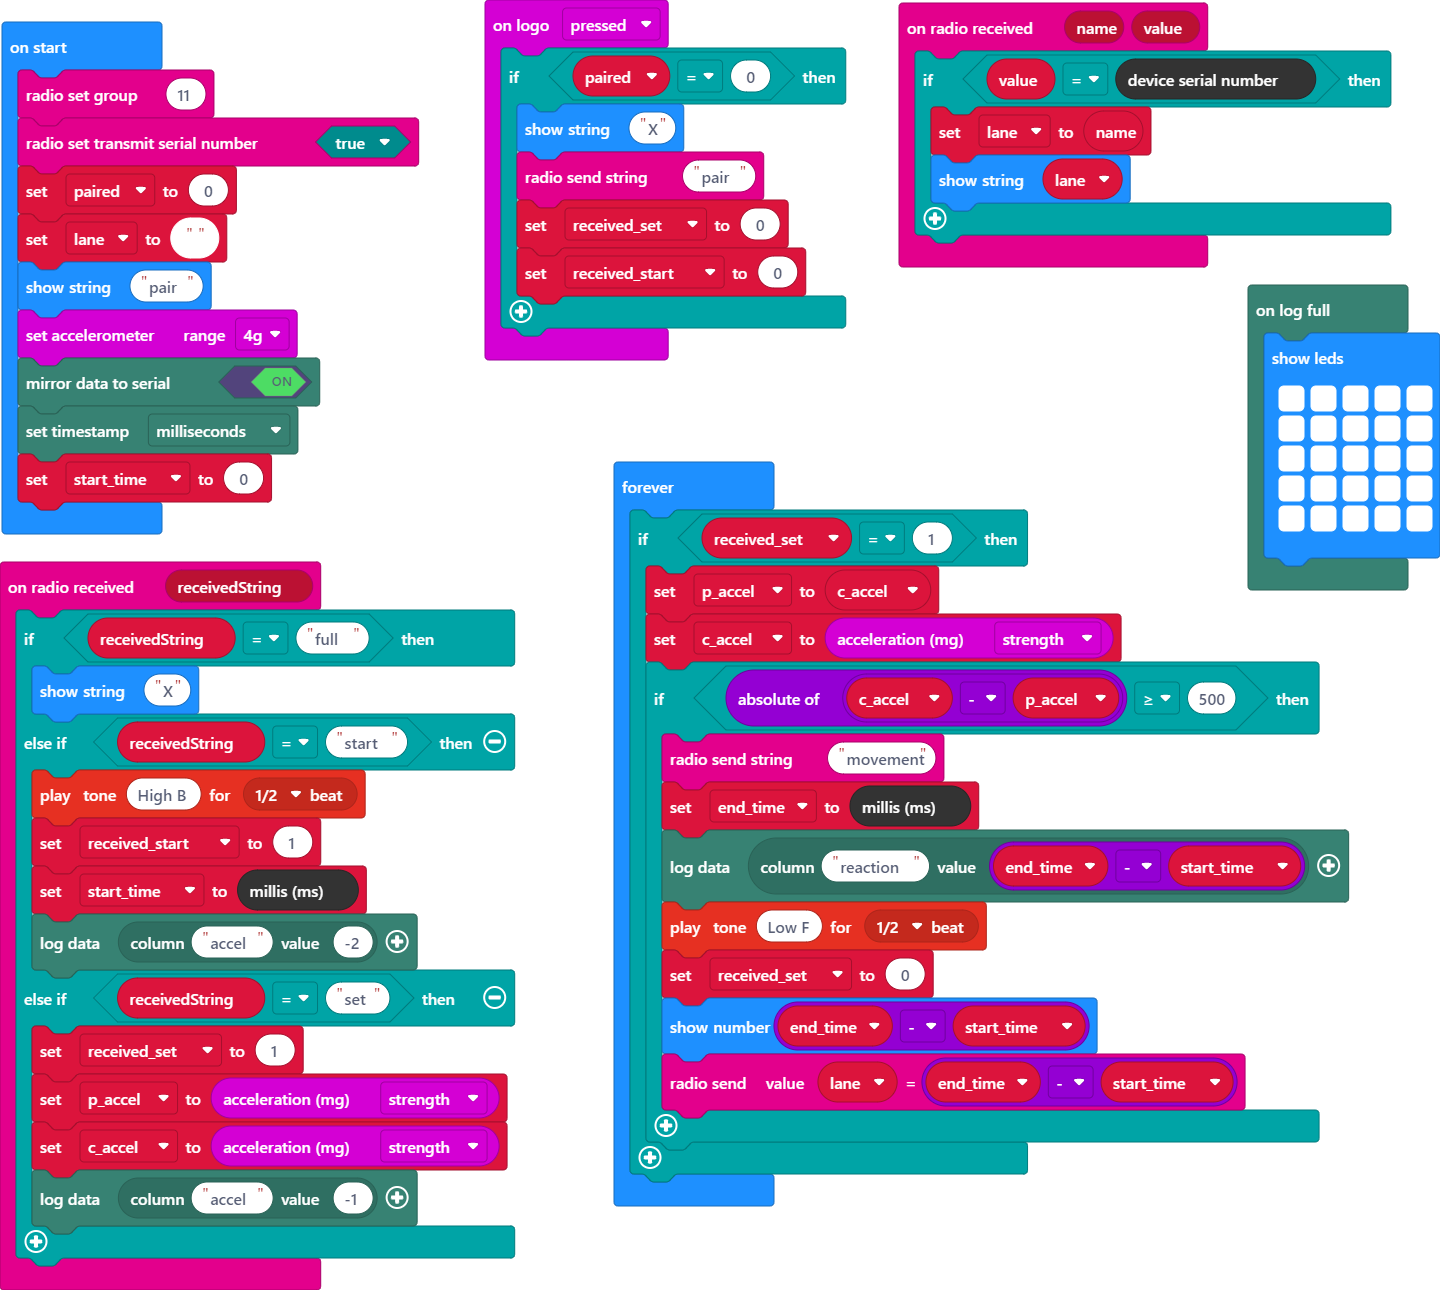 on start
radio set group 11
radio set transmit serial number true
set paired to 0
set lane to " "
show string "pair"
set accelerometer range 4g
mirror data to serial ON
set timestamp milliseconds
set start_time to 0
on logo pressed
if paired = 0 then
show string "X"
radio send string "pair"
set received_set to 0
set received_start to 0
on radio received name value
if value = device serial number then
set lane to name
show string lane
on log full
show leds
on radio received receivedString
if receivedString = "full" then
show string "X"
else if receivedString = "start" then
play tone High B for 1/2 beat
set received_start to 1
set start_time to millis (ms)
log data column "accel" value -2
else if receivedString = "set" then
set received_set to 1
set p_accel to acceleration (mg) strength
set c_accel to acceleration (mg) strength
log data column "accel" value -1
forever
if received_set = 1 then
set p_accel to c_accel
set c_accel to acceleration (mg) strength
if absolute of c_accel - p_accel ≥ 500 then
radio send string "movement"
set end_time to millis (ms)
log data column "reaction" value end_time - start_time
play tone Low F for 1/2 beat
set received_set to 0
show number end_time - start_time
radio send value lane = end_time - start_time